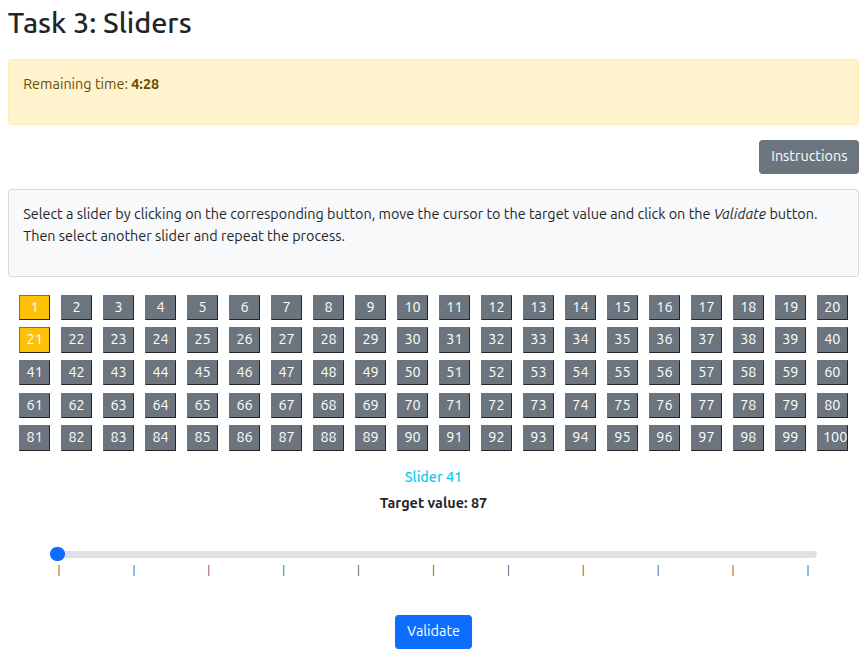 Task 3: Sliders
Remaining time: 4:28
Instructions
Select a slider by clicking on the corresponding button, move the cursor to the target value and click on the Validate button.
Then select another slider and repeat the process.
1 2 3 4 5 6 7 8 9 10 11 12 13 14 15 16 17 18 19 20
21 22 23 24 25 26 27 28 29 30 31 32 33 34 35 36 37 38 39 40
41 42 43 44 45 46 47 48 49 50 51 52 53 54 55 56 57 58 59 60
61 62 63 64 65 66 67 68 69 70 71 72 73 74 75 76 77 78 79 80
81 82 83 84 85 86 87 88 89 90 91 92 93 94 95 96 97 98 99 100
Slider 41
Target value: 87
Validate